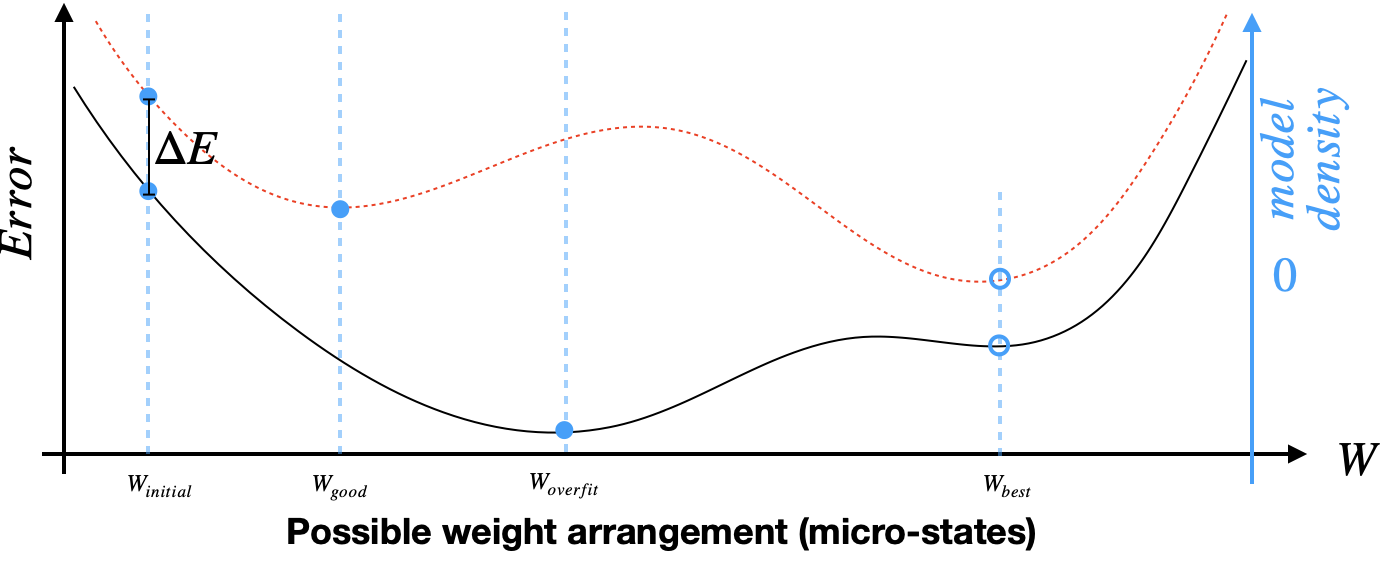 Error
ΔE
model
density
0
W
W_initial
W_good
W_overfit
W_best
Possible weight arrangement (micro-states)